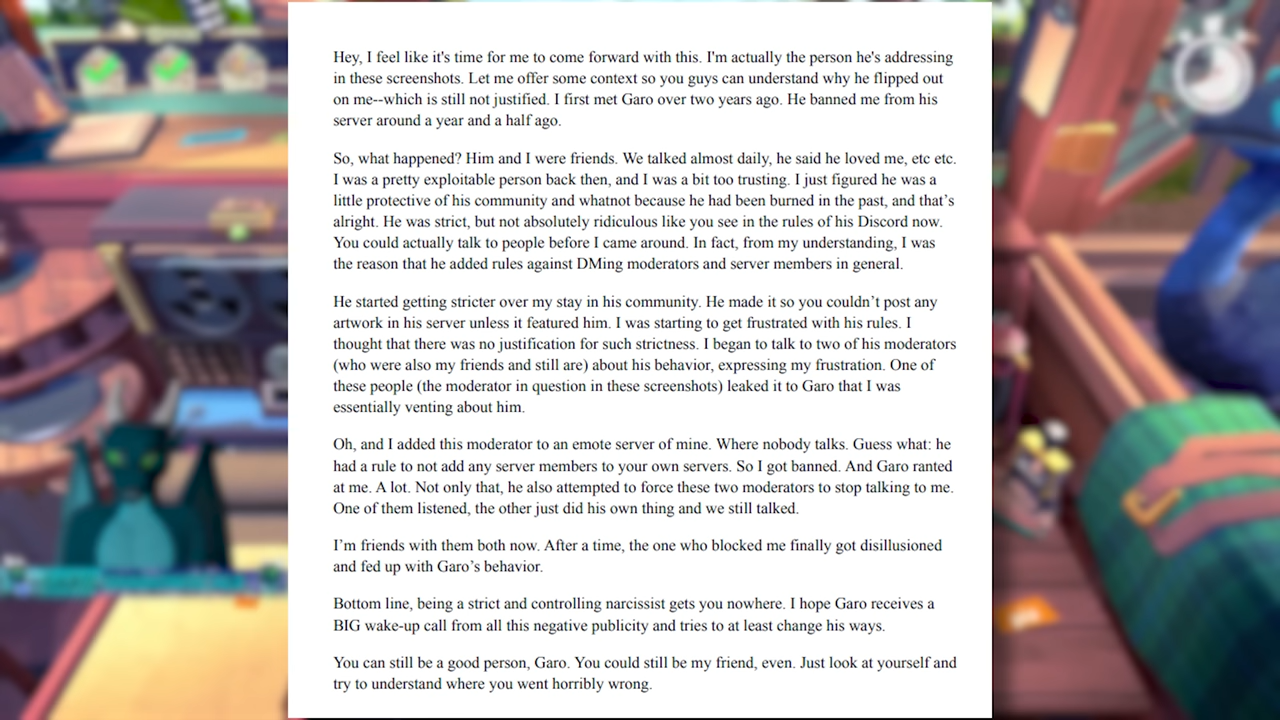 Hey, I feel like it's time for me to come forward with this. I'm actually the person he's addressing
in these screenshots. Let me offer some context so you guys can understand why he flipped out
on me--which is still not justified. I first met Garo over two years ago. He banned me from his
server around a year and a half ago.
So, what happened? Him and I were friends. We talked almost daily, he said he loved me, etc etc.
I was a pretty exploitable person back then, and I was a bit too trusting. I just figured he was a
little protective of his community and whatnot because he had been burned in the past, and that’s
alright. He was strict, but not absolutely ridiculous like you see in the rules of his Discord now.
You could actually talk to people before I came around. In fact, from my understanding, I was
the reason that he added rules against DMing moderators and server members in general.
He started getting stricter over my stay in his community. He made it so you couldn’t post any
artwork in his server unless it featured him. I was starting to get frustrated with his rules. I
thought that there was no justification for such strictness. I began to talk to two of his moderators
(who were also my friends and still are) about his behavior, expressing my frustration. One of
these people (the moderator in question in these screenshots) leaked it to Garo that I was
essentially venting about him.
Oh, and I added this moderator to an emote server of mine. Where nobody talks. Guess what: he
had a rule to not add any server members to your own servers. So I got banned. And Garo ranted
at me. A lot. Not only that, he also attempted to force these two moderators to stop talking to me.
One of them listened, the other just did his own thing and we still talked.
I’m friends with them both now. After a time, the one who blocked me finally got disillusioned
and fed up with Garo’s behavior.
Bottom line, being a strict and controlling narcissist gets you nowhere. I hope Garo receives a
BIG wake-up call from all this negative publicity and tries to at least change his ways.
You can still be a good person, Garo. You could still be my friend, even. Just look at yourself and
try to understand where you went horribly wrong.